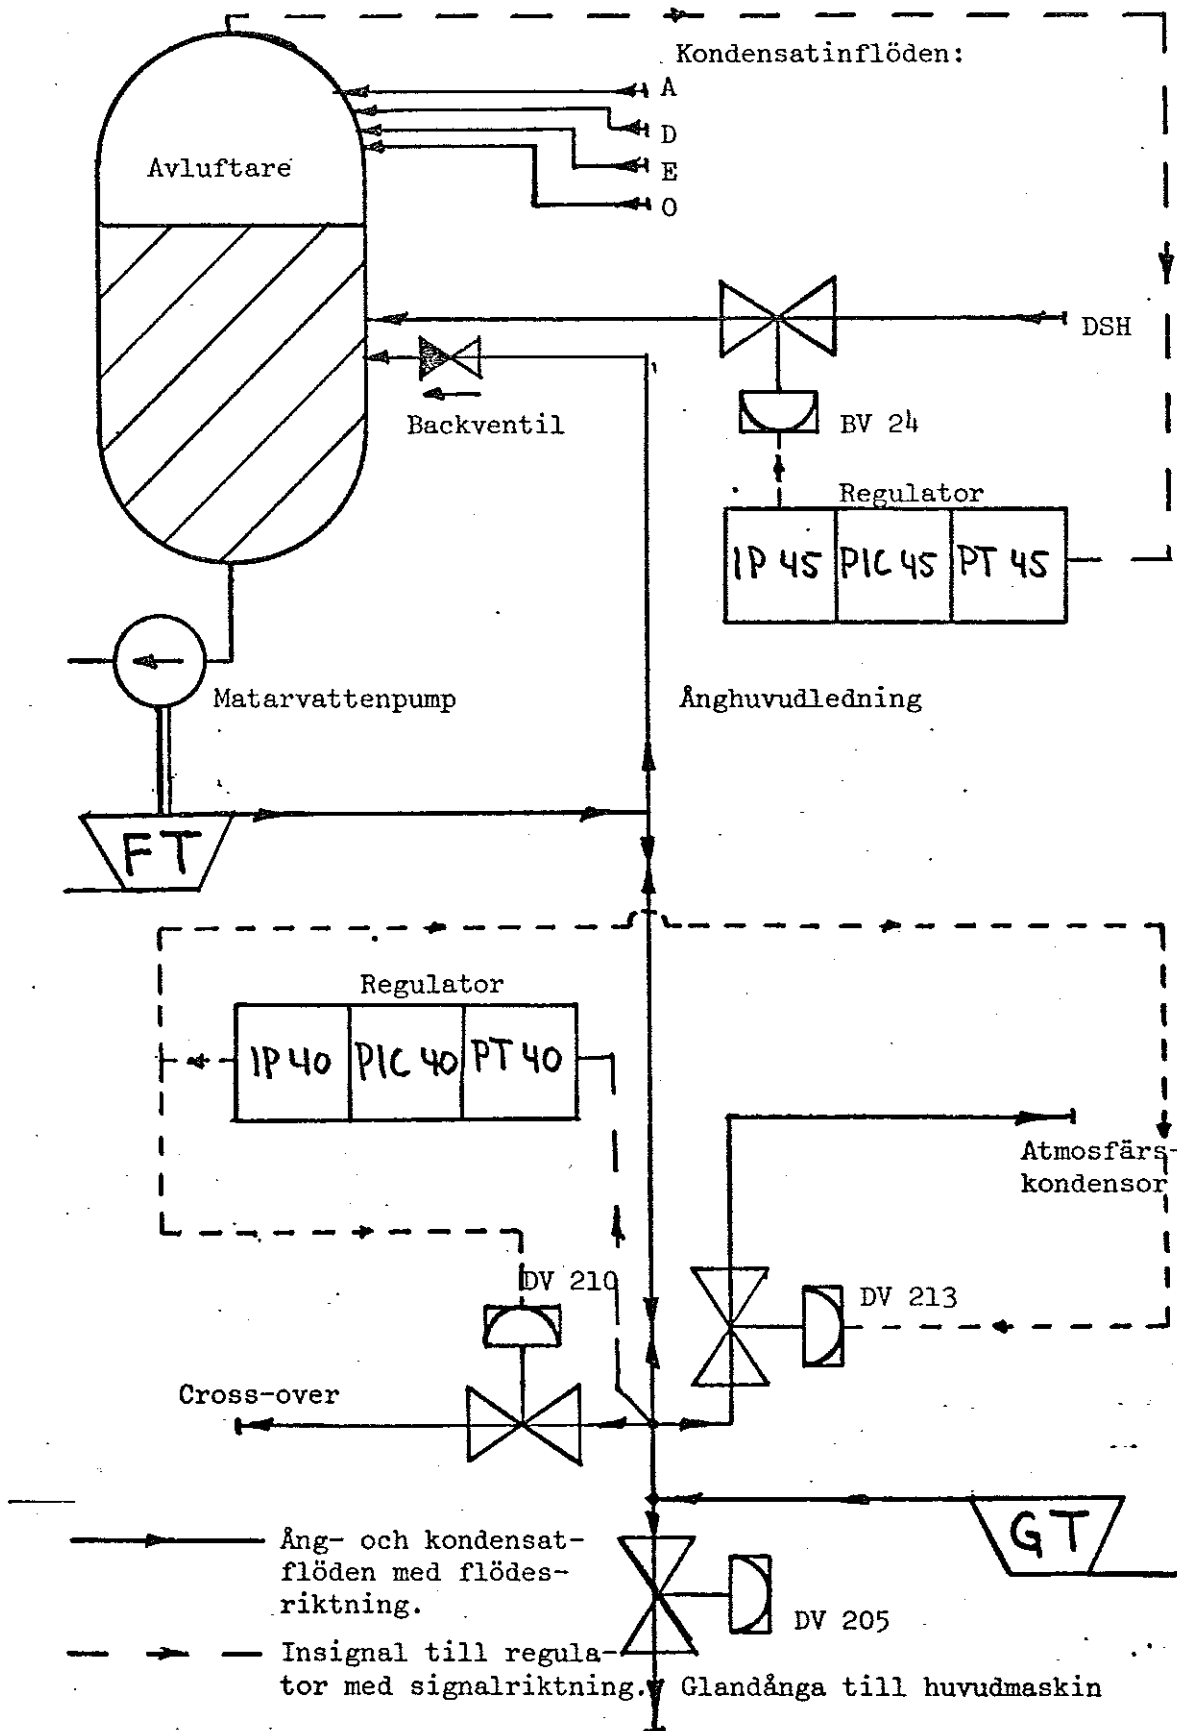 Kondensatinflöden:
A
D
E
O
Avluftare
DSH
Backventil
BV 24
Regulator
IP 45 PIC 45 PT 45
Matarvattenpump
Ånghuvudledning
FT
Regulator
IP 40 PIC 40 PT 40
Atmosfärs-
kondensor
DV 210
DV 213
Cross-over
GT
Ång- och kondensat-
flöden med flödes-
riktning.
DV 205
Insignal till regula-
tor med signalriktning.
Glandånga till huvudmaskin